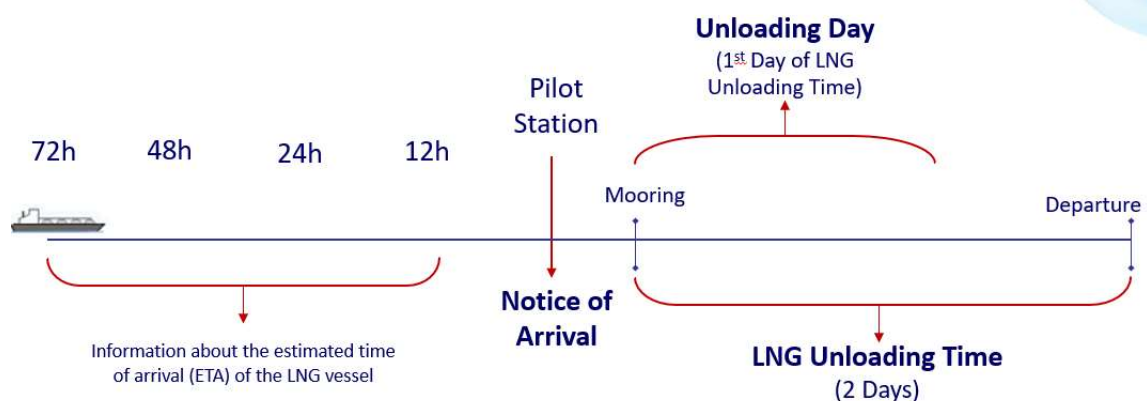 Unloading Day
(1st Day of LNG
Unloading Time)
Pilot
Station
72h
48h
24h
12h
Mooring
Departure
Notice of
Arrival
Information about the estimated time
of arrival (ETA) of the LNG vessel
LNG Unloading Time
(2 Days)